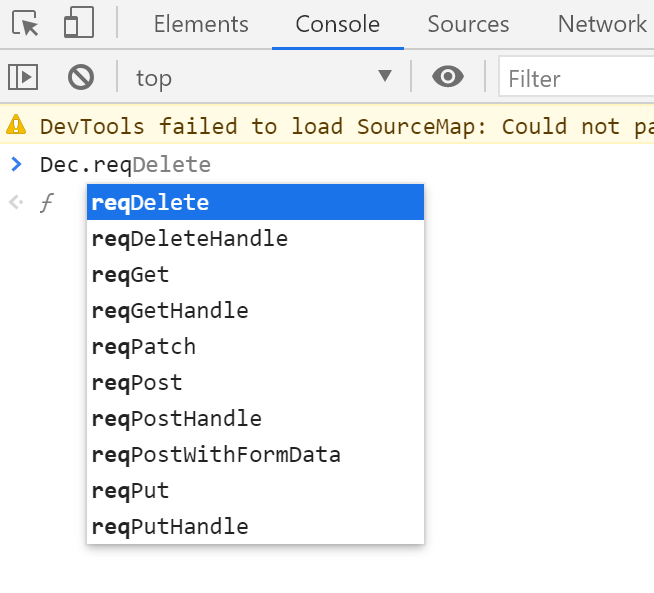 Elements Console Sources Network
top Filter
DevTools failed to load SourceMap: Could not pa
> Dec.reqDelete
ƒ
reqDelete
reqDeleteHandle
reqGet
reqGetHandle
reqPatch
reqPost
reqPostHandle
reqPostWithFormData
reqPut
reqPutHandle